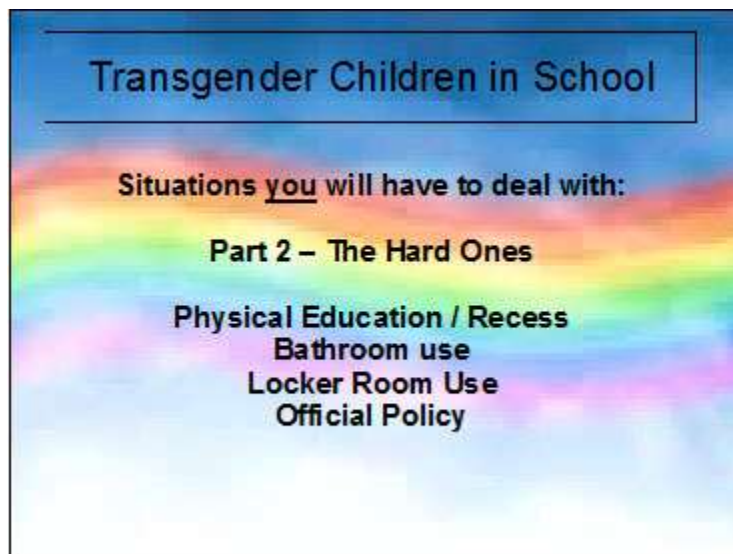 Transgender Children in School
Situations you will have to deal with:
Part 2 – The Hard Ones
Physical Education / Recess
Bathroom use
Locker Room Use
Official Policy